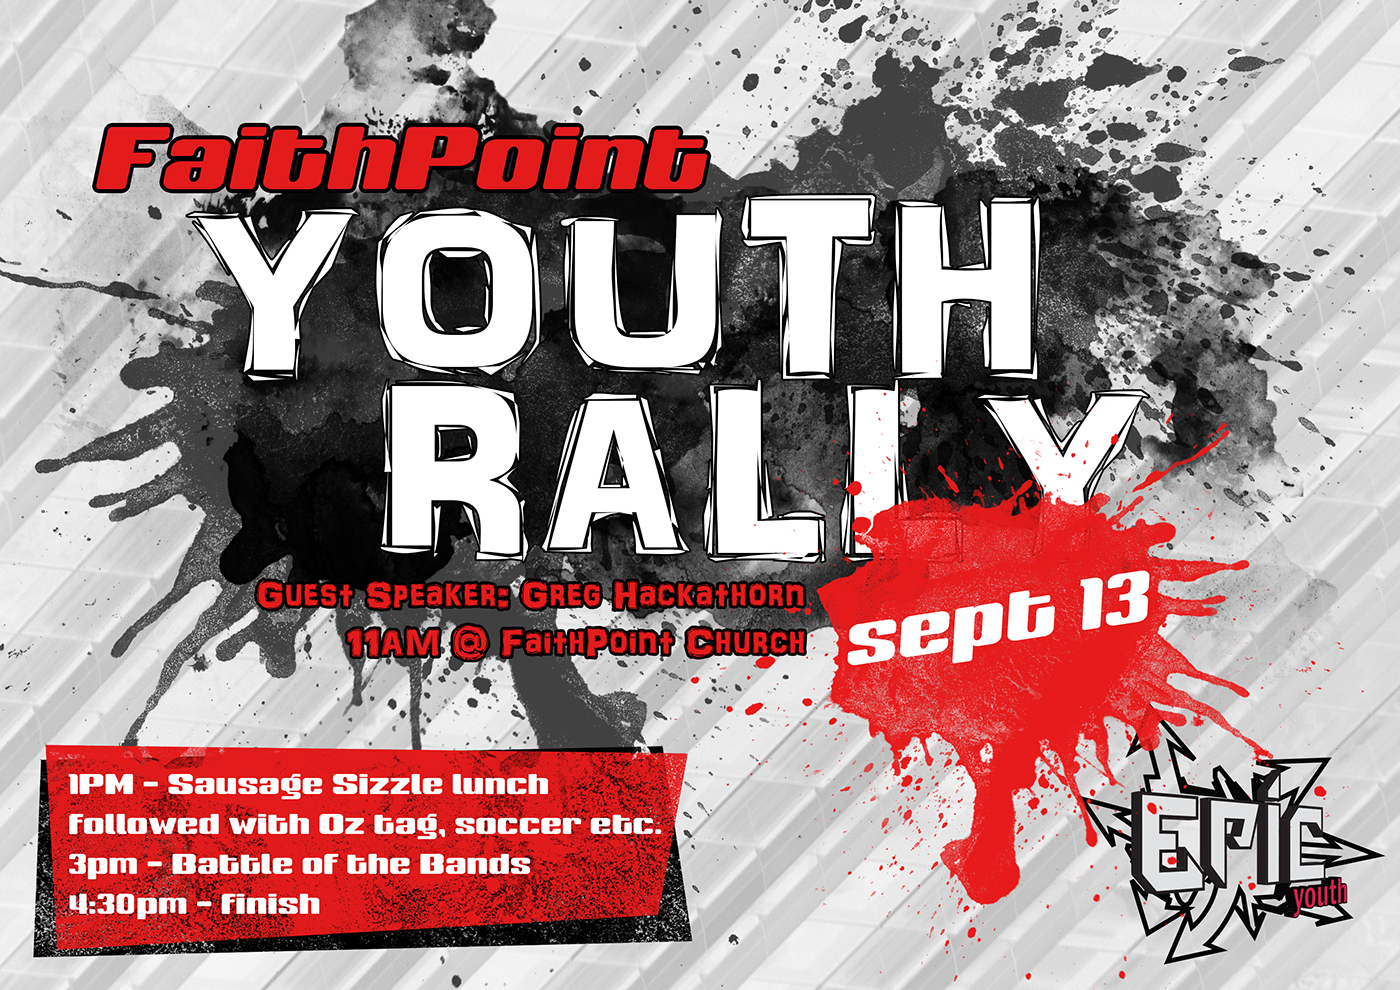 FaithPoint
YOUTH
RALLY
Guest Speaker: Greg Hackathorn
11AM @ FaithPoint Church
sept 13
1PM - Sausage Sizzle lunch
followed with Oz tag, soccer etc.
3pm - Battle of the Bands
4:30pm - finish
EPIC
youth